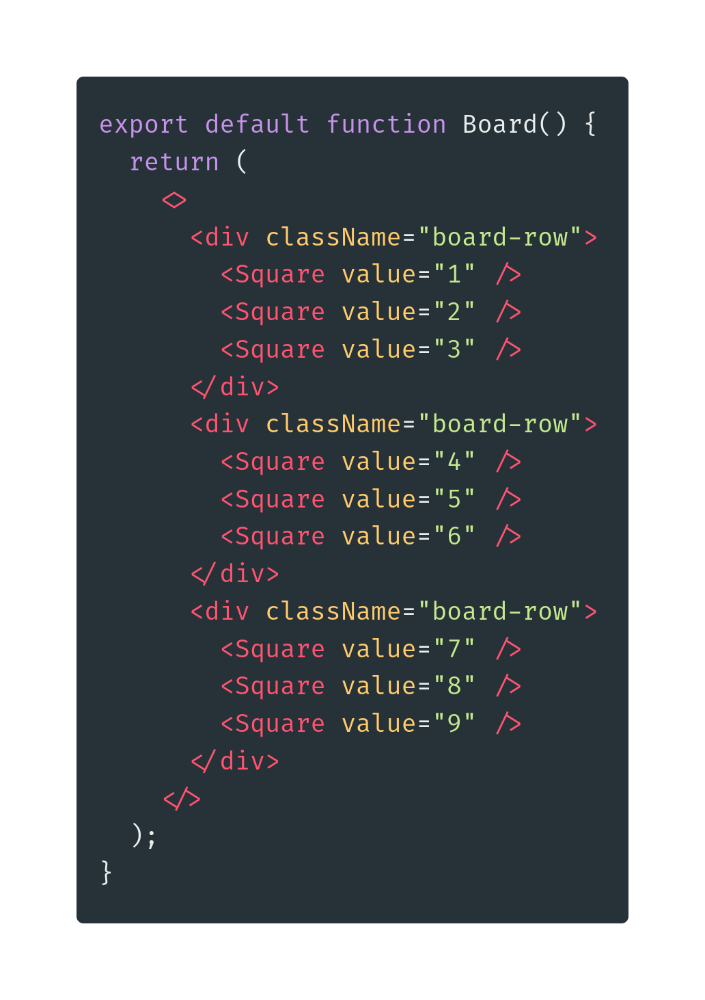 export default function Board() {
  return (
    <>
      <div className="board-row">
        <Square value="1" />
        <Square value="2" />
        <Square value="3" />
      </div>
      <div className="board-row">
        <Square value="4" />
        <Square value="5" />
        <Square value="6" />
      </div>
      <div className="board-row">
        <Square value="7" />
        <Square value="8" />
        <Square value="9" />
      </div>
    </>
  );
}